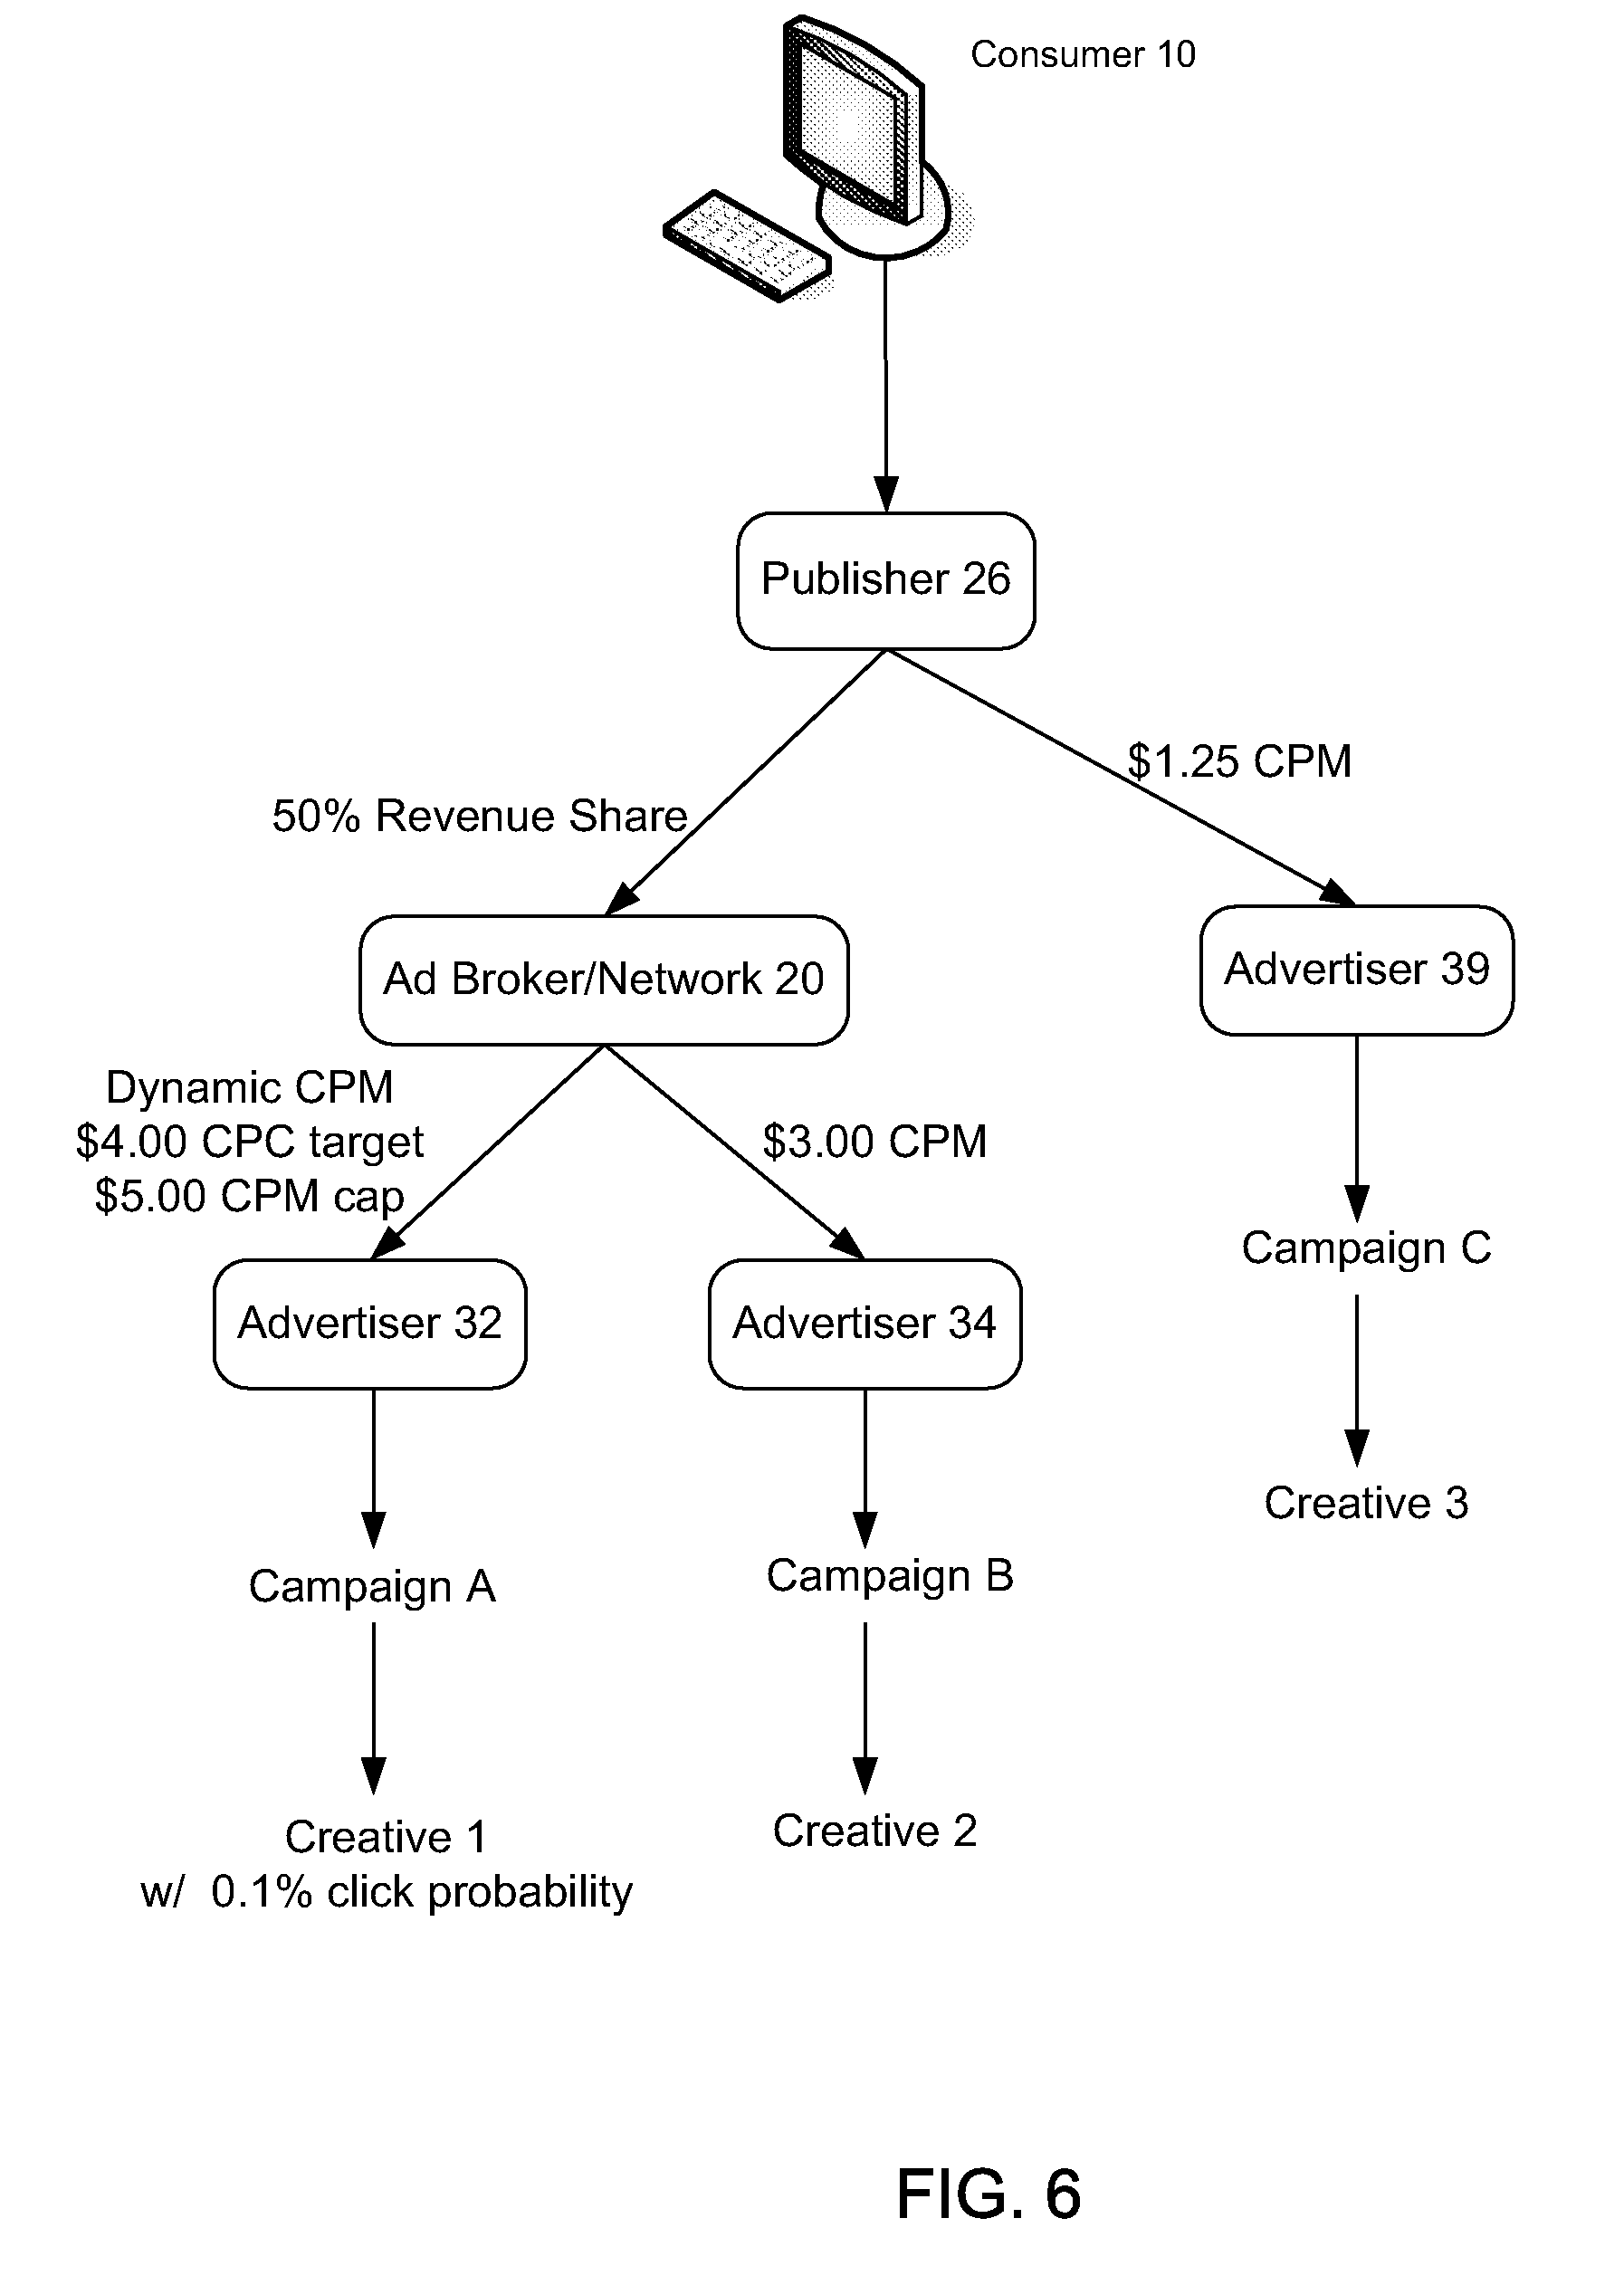 Consumer 10
Publisher 26
$1.25 CPM
50% Revenue Share
Advertiser 39
Ad Broker/Network 20
Dynamic CPM
$4.00 CPC target
$5.00 CPM cap
$3.00 CPM
Campaign C
Advertiser 32
Advertiser 34
Creative 3
Campaign A
Campaign B
Creative 1
w/  0.1% click probability
Creative 2
FIG. 6